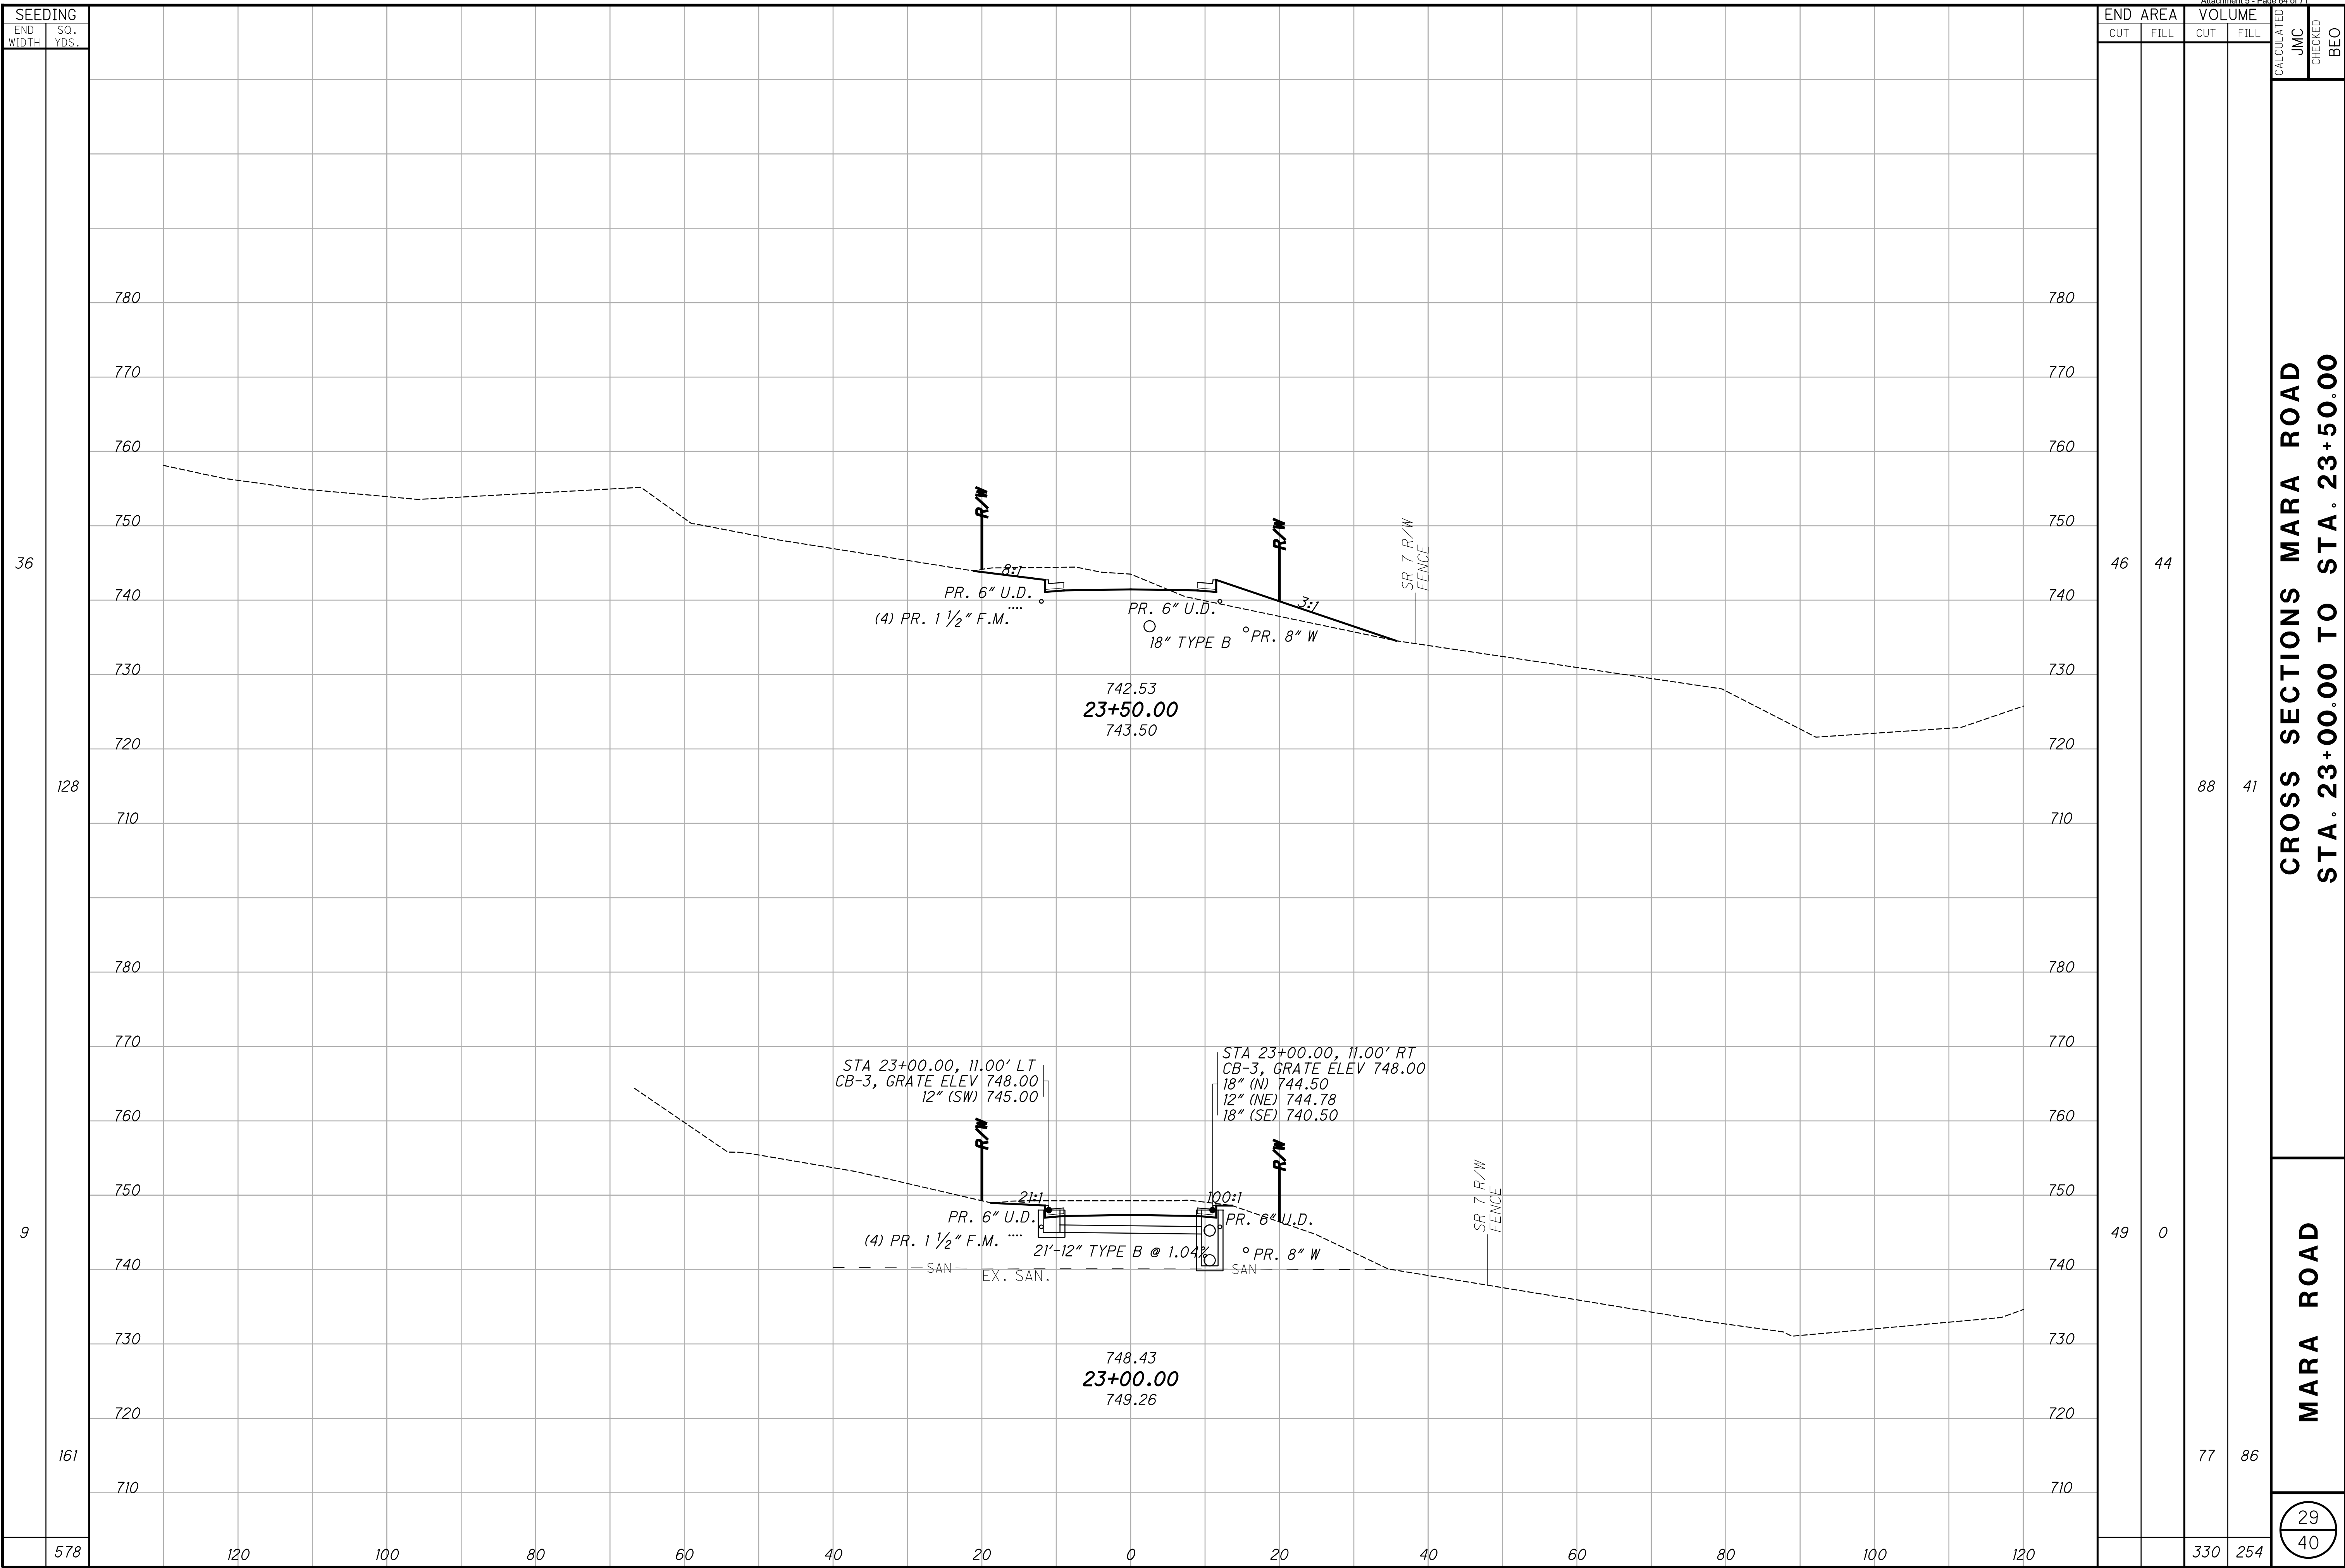 Attachment 5 - Page 64 of 71
SEEDING
END WIDTH
SQ. YDS.
END AREA
VOLUME
CUT
FILL
CUT
FILL
CALCULATED
JMC
CHECKED
BEO
780
780
770
770
760
760
750
750
740
740
730
730
720
720
710
710
36
46
44
R/W
R/W
SR 7 R/W
FENCE
8:1
3:1
PR. 6" U.D.
(4) PR. 1 1/2" F.M.
PR. 6" U.D.
18" TYPE B
PR. 8" W
742.53
23+50.00
743.50
128
88
41
780
780
770
770
760
760
750
750
740
740
730
730
720
720
710
710
STA 23+00.00, 11.00' LT
CB-3, GRATE ELEV 748.00
12" (SW) 745.00
STA 23+00.00, 11.00' RT
CB-3, GRATE ELEV 748.00
18" (N) 744.50
12" (NE) 744.78
18" (SE) 740.50
R/W
R/W
SR 7 R/W
FENCE
21:1
100:1
PR. 6" U.D.
PR. 6" U.D.
(4) PR. 1 1/2" F.M.
21'-12" TYPE B @ 1.04%
PR. 8" W
SAN
EX. SAN.
SAN
9
49
0
748.43
23+00.00
749.26
161
77
86
578
120
100
80
60
40
20
0
20
40
60
80
100
120
330
254
CROSS SECTIONS MARA ROAD
STA. 23+00.00 TO STA. 23+50.00
MARA ROAD
29
40